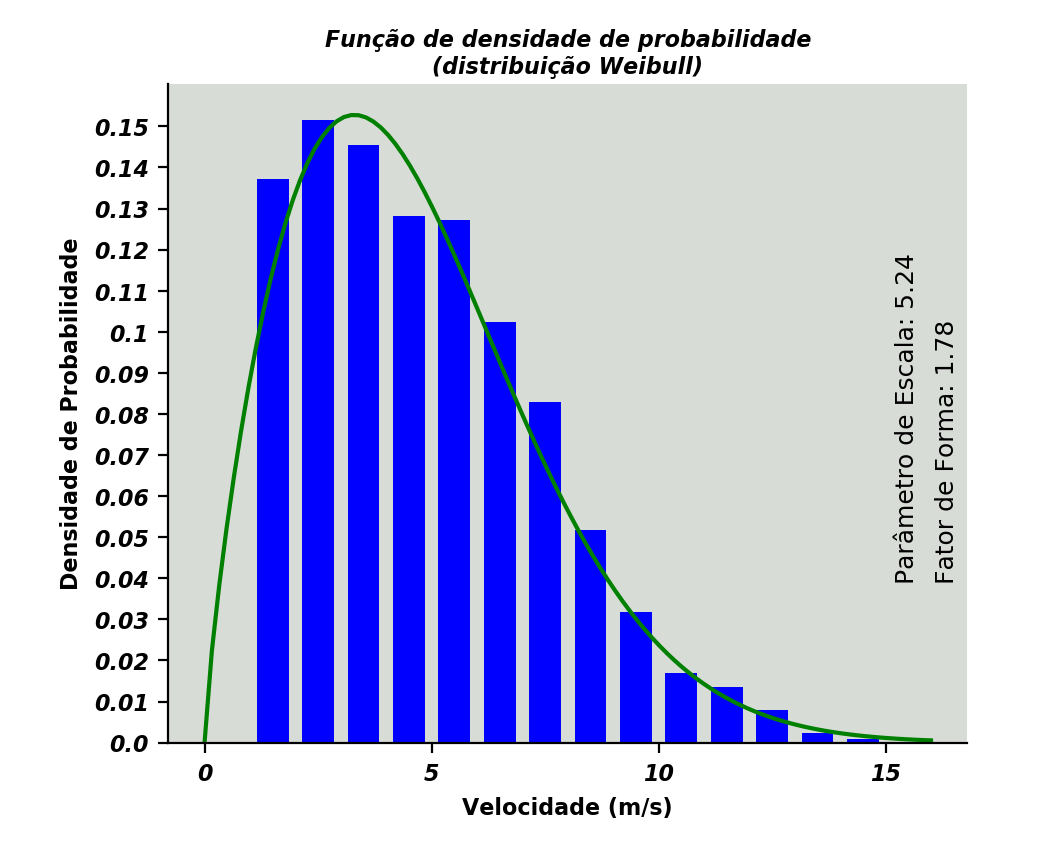 Função de densidade de probabilidade
(distribuição Weibull)
Densidade de Probabilidade
0.15
0.14
0.13
0.12
0.11
0.1
0.09
0.08
0.07
0.06
0.05
0.04
0.03
0.02
0.01
0.0
Parâmetro de Escala: 5.24
Fator de Forma: 1.78
0 5 10 15
Velocidade (m/s)